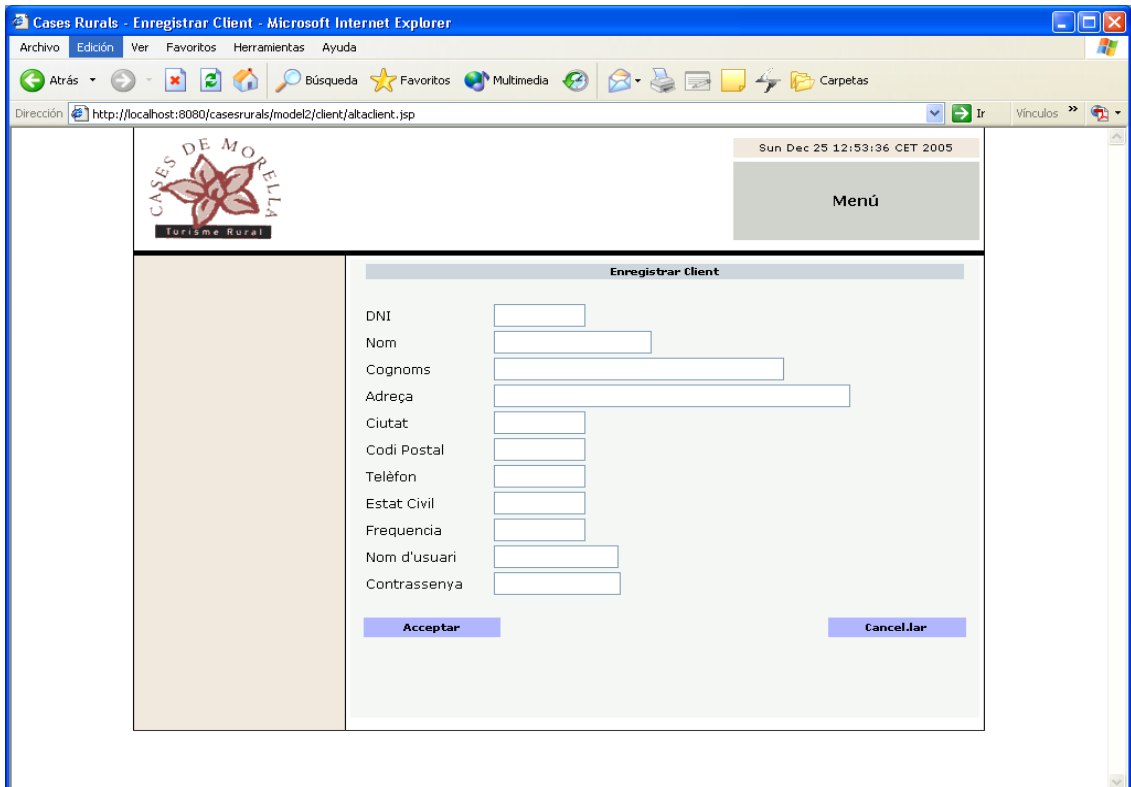 Cases Rurals - Enregistrar Client - Microsoft Internet Explorer
Archivo Edición Ver Favoritos Herramientas Ayuda
Atrás Búsqueda Favoritos Multimedia Carpetas
Dirección http://localhost:8080/casesrurals/model2/client/altaclient.jsp Ir Vínculos »
CASES DE MORELLA
Turisme Rural
Sun Dec 25 12:53:36 CET 2005
Menú
Enregistrar Client
DNI
Nom
Cognoms
Adreça
Ciutat
Codi Postal
Telèfon
Estat Civil
Frequencia
Nom d'usuari
Contrassenya
Acceptar Cancel.lar